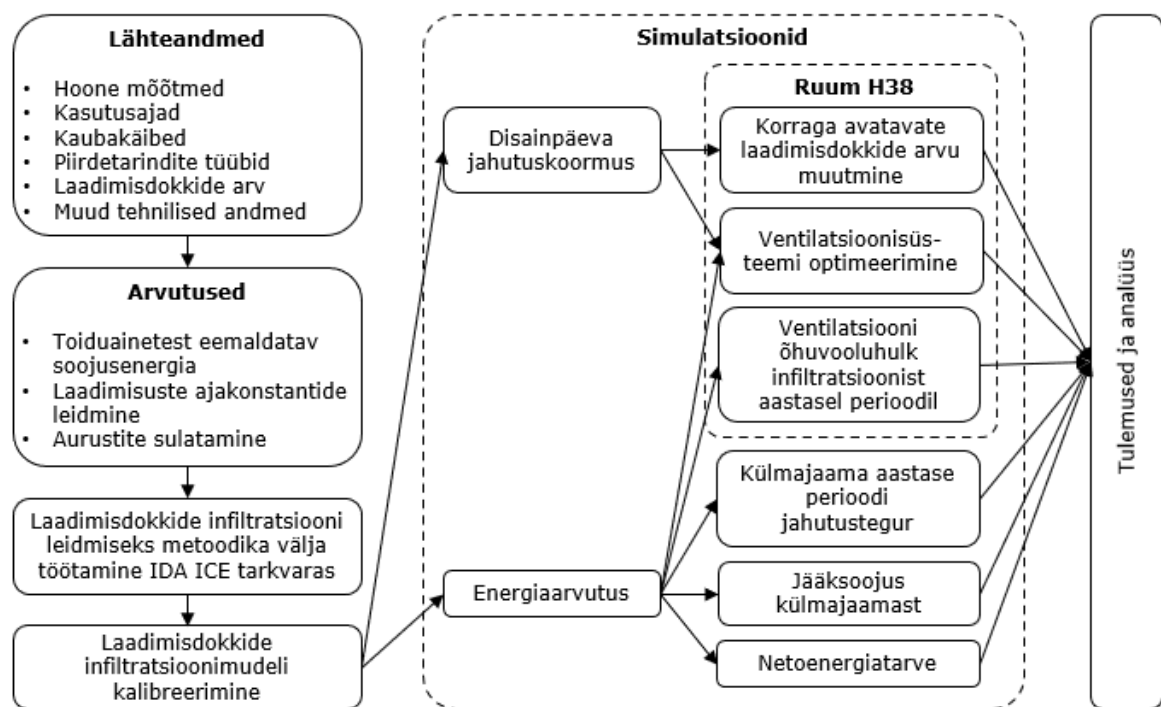 Lähteandmed
• Hoone mõõtmed
• Kasutusajad
• Kaubakäibed
• Piirdetarindite tüübid
• Laadimisdokkide arv
• Muud tehnilised andmed
Arvutused
• Toiduainetest eemaldatav
soojusenergia
• Laadimisuste ajakonstantide
leidmine
• Aurustite sulatamine
Laadimisdokkide infiltratsiooni
leidmiseks metoodika välja
töötamine IDA ICE tarkvaras
Laadimisdokkide
infiltratsioonimudeli
kalibreerimine
Simulatsioonid
Disainpäeva
jahutuskoormus
Energiaarvutus
Ruum H38
Korraga avatavate
laadimisdokkide arvu
muutmine
Ventilatsioonisüs-
teemi optimeerimine
Ventilatsiooni
õhuvooluhulk
infiltratsioonist
aastasel perioodil
Külmajaama aastase
perioodi
jahutustegur
Jääksoojus
külmajaamast
Netoenergiatarve
Tulemused ja analüüs